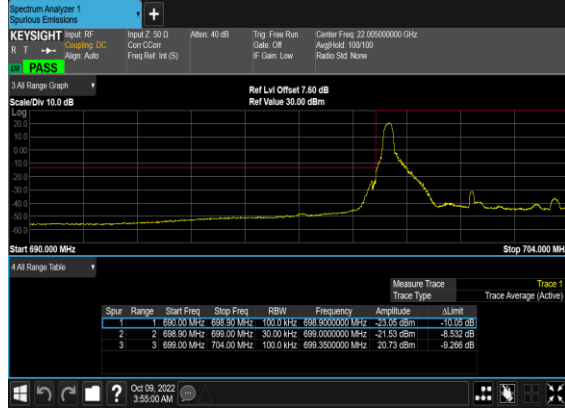 Spectrum Analyzer 1
Spurious Emissions
+
KEYSIGHT Input: RF Input Z: 50 Ω Atten: 40 dB Trig: Free Run Center Freq: 22.005000000 GHz
R T Coupling: DC Corr CCorr Gate: Off Avg|Hold: 100/100
Align: Auto Freq Ref: Int (S) IF Gain: Low Radio Std: None
PASS
3 All Range Graph
Ref Lvl Offset 7.60 dB
Scale/Div 10.0 dB Ref Value 30.00 dBm
Log
20.0
10.0
0.00
-10.0
-20.0
-30.0
-40.0
-50.0
-60.0
Start 690.000 MHz Stop 704.000 MH
4 All Range Table
Measure Trace Trace 1
Trace Type Trace Average (Active)
Spur Range Start Freq Stop Freq RBW Frequency Amplitude ΔLimit
1 1 690.00 MHz 698.90 MHz 100.0 kHz 698.9000000 MHz -23.05 dBm -10.05 dB
2 2 698.90 MHz 699.00 MHz 30.00 kHz 699.0000000 MHz -21.53 dBm -8.532 dB
3 3 699.00 MHz 704.00 MHz 100.0 kHz 699.3500000 MHz 20.73 dBm -9.266 dB
? Oct 09, 2022
3:55:00 AM